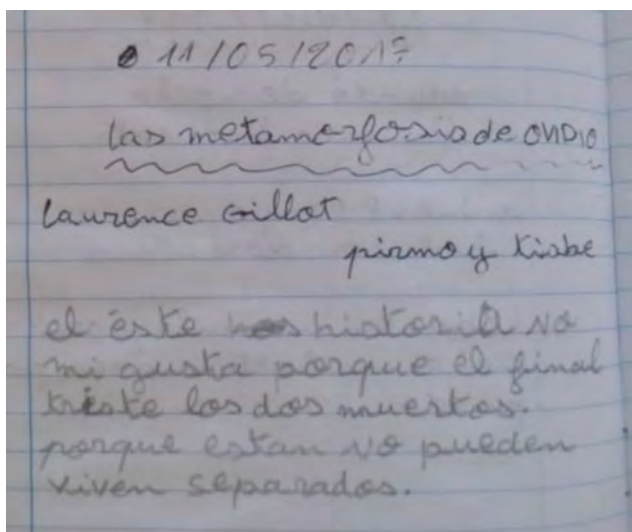 11/05/2017
las metamorfosis de OVIDIO
Laurence Gillot
pirmo y tisbe
el este historia NO
mi gusta porque el final
triste los dos muertos.
porque estan NO pueden
viven separados.